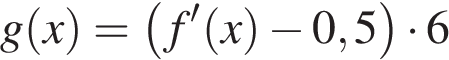 g(x) = (f′(x) − 0,5) · 6